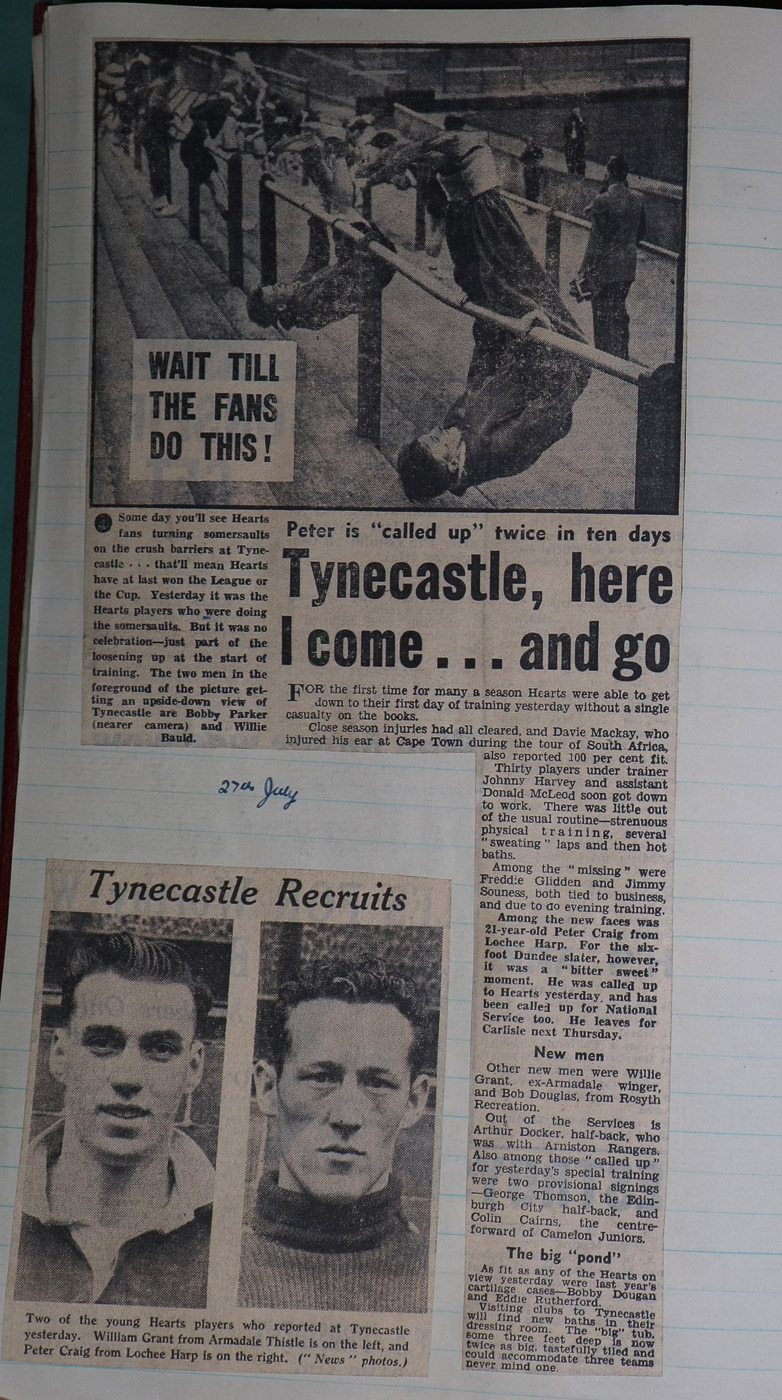 WAIT TILL
THE FANS
DO THIS!
Some day you'll see Hearts
fans turning somersaults
on the crush barriers at Tyne-
castle . . . that'll mean Hearts
have at last won the League or
the Cup. Yesterday it was the
Hearts players who were doing
the somersaults. But it was no
celebration—just part of the
loosening up at the start of
training. The two men in the
foreground of the picture get-
ting an upside-down view of
Tynecastle are Bobby Parker
(nearer camera) and Willie
Bauld.
Peter is "called up" twice in ten days
Tynecastle, here
I come . . . and go
FOR the first time for many a season Hearts were able to get
down to their first day of training yesterday without a single
casualty on the books.
Close season injuries had all cleared, and Davie Mackay, who
injured his ear at Cape Town during the tour of South Africa,
also reported 100 per cent fit.
Thirty players under trainer
Johnny Harvey and assistant
Donald McLeod soon got down
to work. There was little out
of the usual routine—strenuous
physical training, several
"sweating" laps and then hot
baths.
Among the "missing" were
Freddie Glidden and Jimmy
Souness, both tied to business,
and due to do evening training.
Among the new faces was
21-year-old Peter Craig from
Lochee Harp. For the six-
foot Dundee slater, however,
it was a "bitter sweet"
moment. He was called up
to Hearts yesterday and has
been called up for National
Service too. He leaves for
Carlisle next Thursday.
New men
Other new men were Willie
Grant, ex-Armadale winger,
and Bob Douglas, from Rosyth
Recreation.
Out of the Services is
Arthur Docker, half-back, who
was with Arniston Rangers.
Also among those "called up"
for yesterday's special training
were two provisional signings
—George Thomson, the Edin-
burgh City half-back, and
Colin Cairns, the centre-
forward of Camelon Juniors.
The big "pond"
As fit as any of the Hearts on
view yesterday were last year's
cartilage cases—Bobby Dougan
and Eddie Rutherford.
Visiting clubs to Tynecastle
will find new baths in their
dressing room. The "big" tub,
some three feet deep is now
twice as big, tastefully tiled and
could accommodate three teams
never mind one.
27th July
Tynecastle Recruits
Two of the young Hearts players who reported at Tynecastle
yesterday. William Grant from Armadale Thistle is on the left, and
Peter Craig from Lochee Harp is on the right. ("News" photos.)